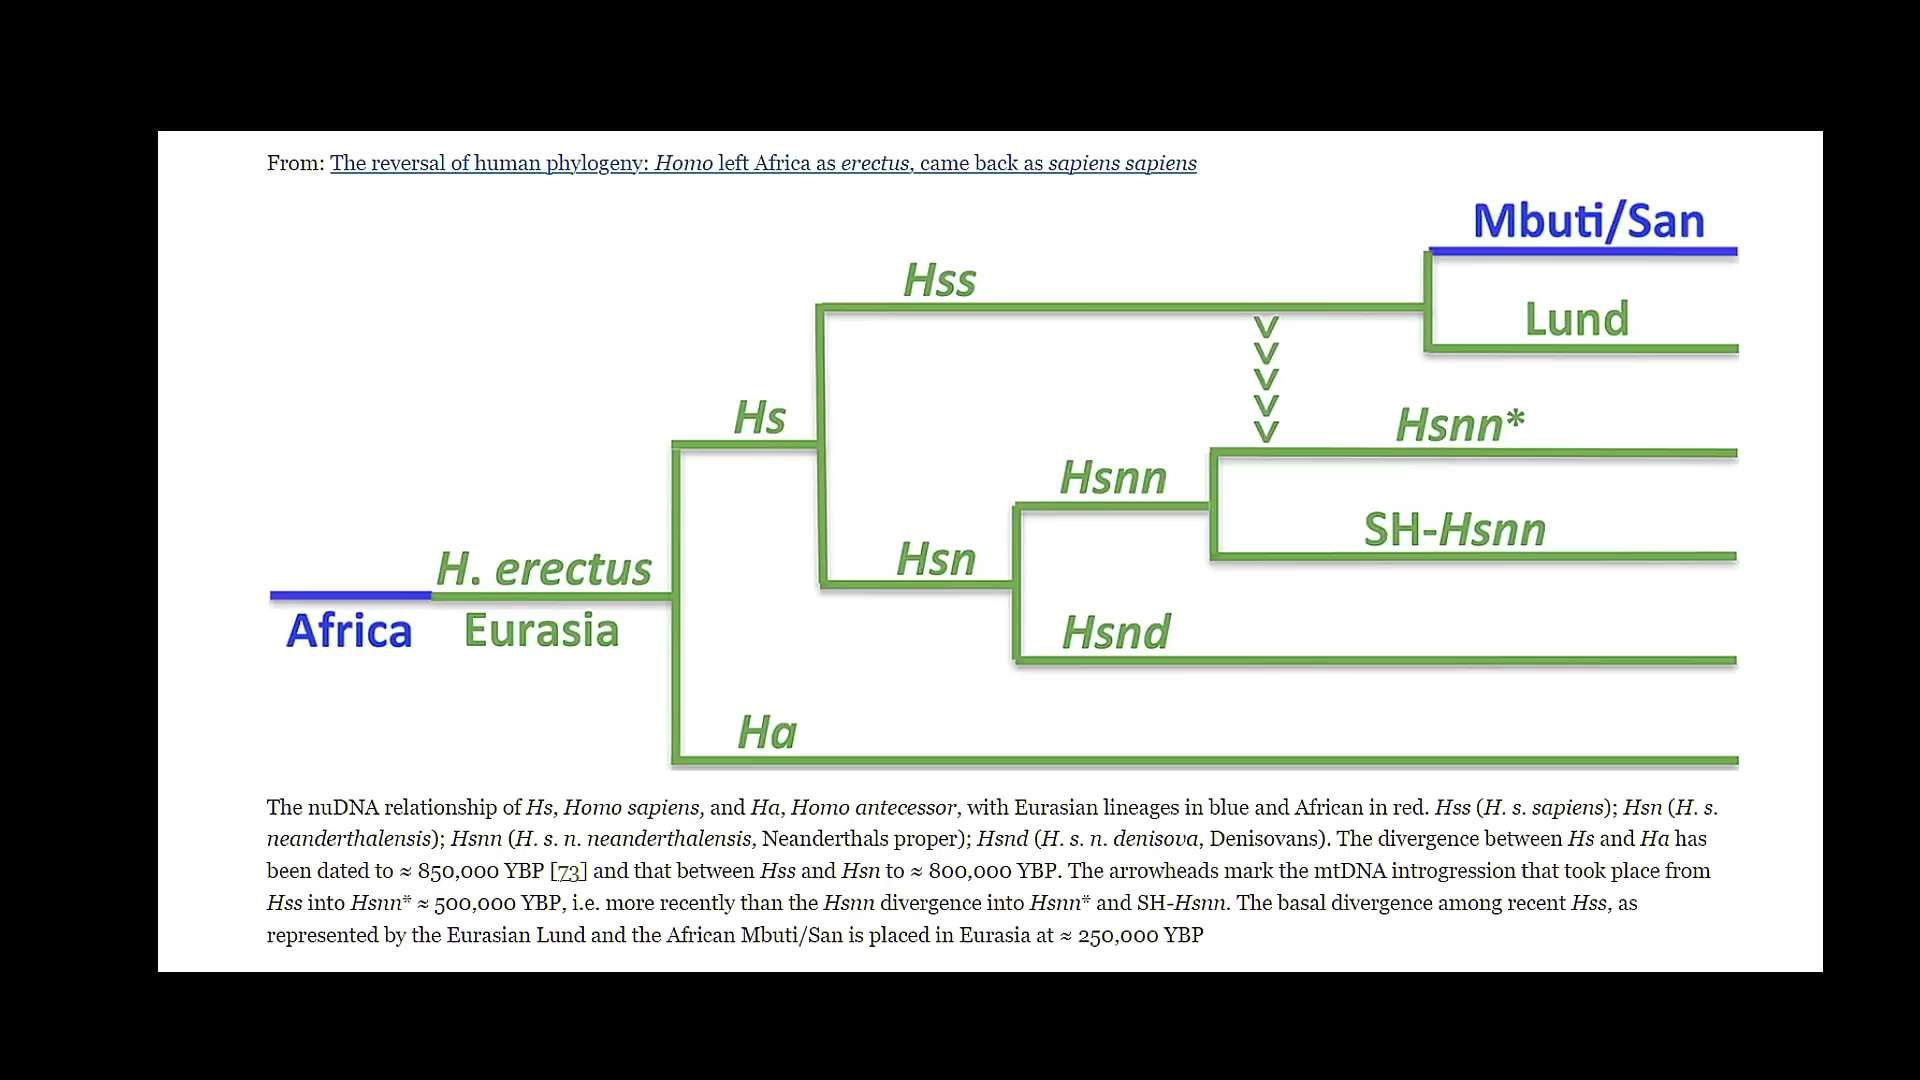 From: The reversal of human phylogeny: Homo left Africa as erectus, came back as sapiens sapiens
Mbuti/San
Hss
Lund
Hs
Hsnn*
Hsnn
SH-Hsnn
Hsn
H. erectus
Africa
Eurasia
Hsnd
Ha
The nuDNA relationship of Hs, Homo sapiens, and Ha, Homo antecessor, with Eurasian lineages in blue and African in red. Hss (H. s. sapiens); Hsn (H. s.
neanderthalensis); Hsnn (H. s. n. neanderthalensis, Neanderthals proper); Hsnd (H. s. n. denisova, Denisovans). The divergence between Hs and Ha has
been dated to ≈ 850,000 YBP [73] and that between Hss and Hsn to ≈ 800,000 YBP. The arrowheads mark the mtDNA introgression that took place from
Hss into Hsnn* ≈ 500,000 YBP, i.e. more recently than the Hsnn divergence into Hsnn* and SH-Hsnn. The basal divergence among recent Hss, as
represented by the Eurasian Lund and the African Mbuti/San is placed in Eurasia at ≈ 250,000 YBP